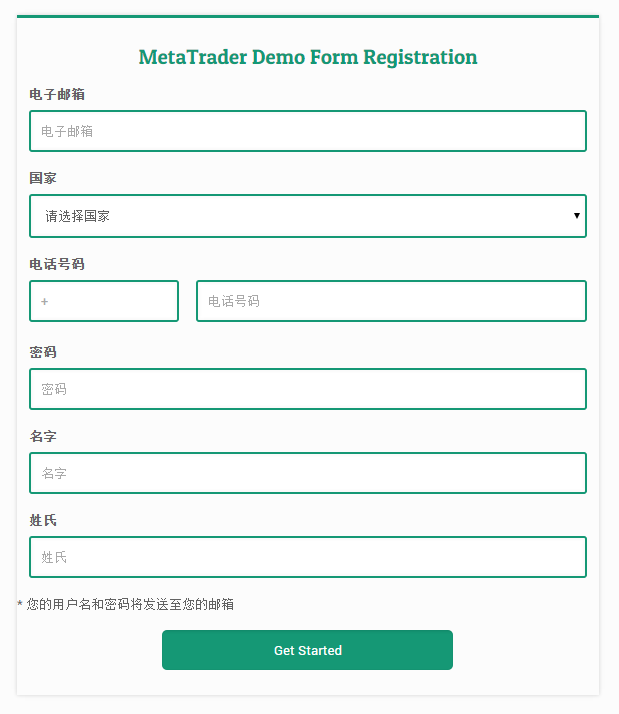 MetaTrader Demo Form Registration
电子邮箱
电子邮箱
国家
请选择国家
电话号码
+ 电话号码
密码
密码
名字
名字
姓氏
姓氏
* 您的用户名和密码将发送至您的邮箱
Get Started